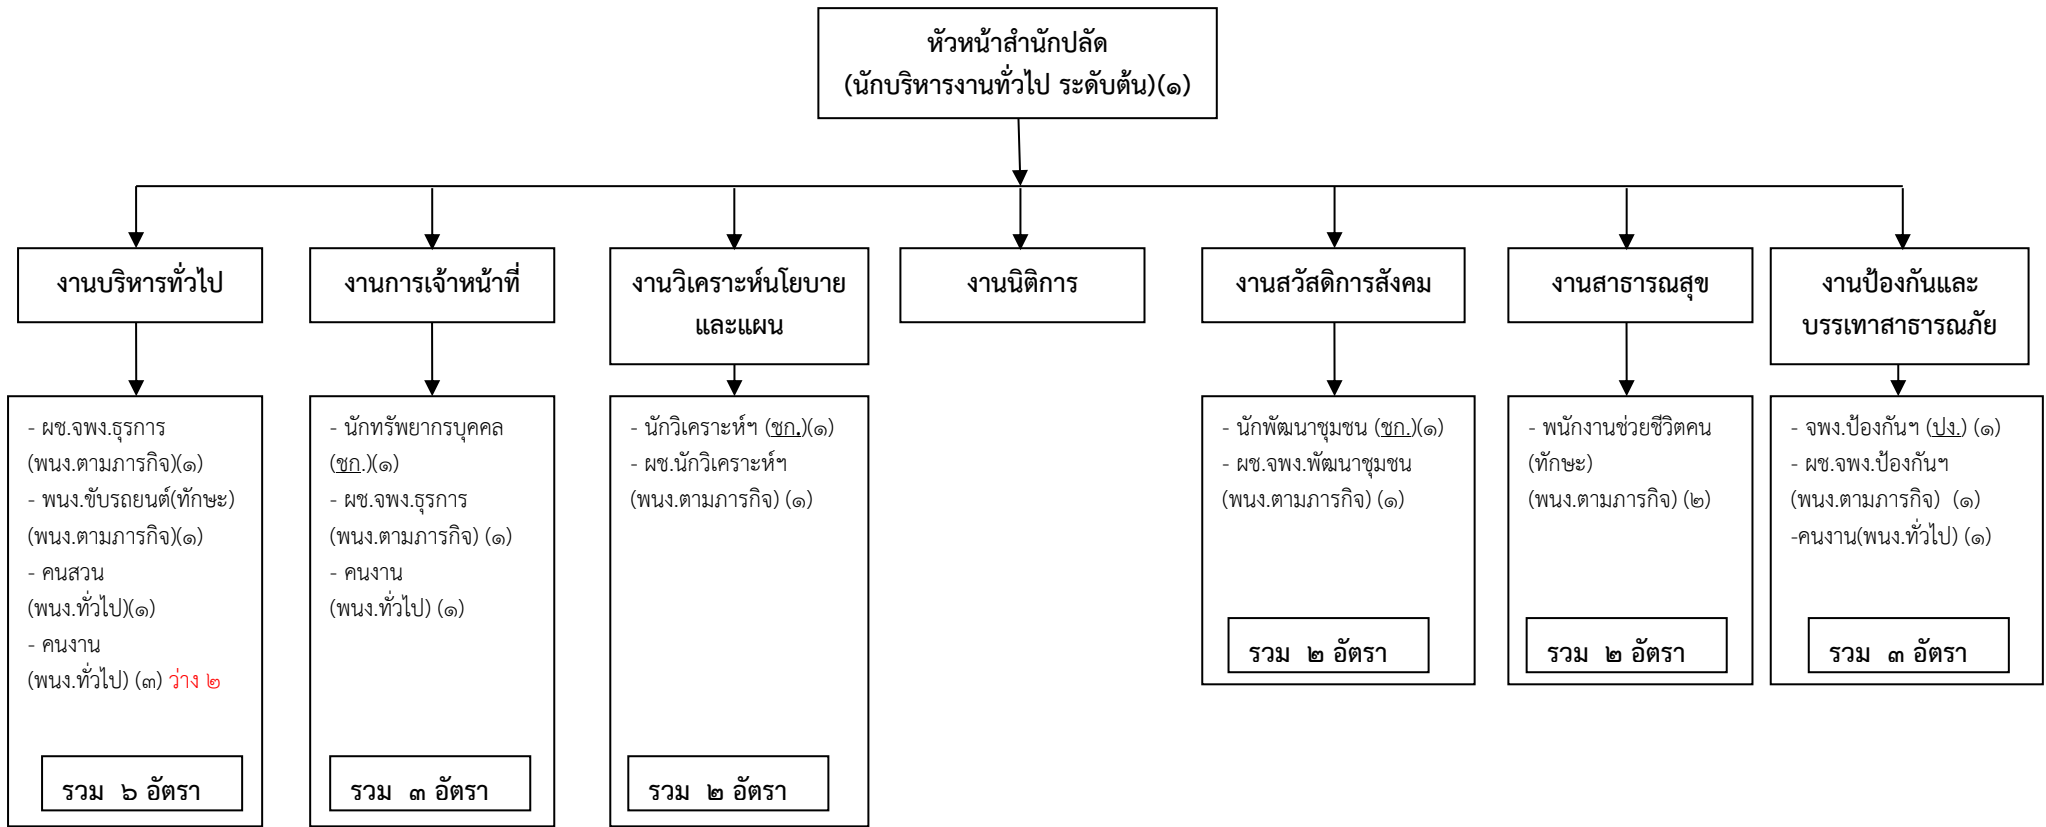 หัวหน้าสำนักปลัด
(นักบริหารงานทั่วไป ระดับต้น)(๑)
งานบริหารทั่วไป
งานการเจ้าหน้าที่
งานวิเคราะห์นโยบาย
และแผน
งานนิติการ
งานสวัสดิการสังคม
งานสาธารณสุข
งานป้องกันและ
บรรเทาสาธารณภัย
- ผช.จพง.ธุรการ
(พนง.ตามภารกิจ)(๑)
- พนง.ขับรถยนต์(ทักษะ)
(พนง.ตามภารกิจ)(๑)
- คนสวน
(พนง.ทั่วไป)(๑)
- คนงาน
(พนง.ทั่วไป) (๓) ว่าง ๒
รวม ๖ อัตรา
- นักทรัพยากรบุคคล
(ชก.)(๑)
- ผช.จพง.ธุรการ
(พนง.ตามภารกิจ) (๑)
- คนงาน
(พนง.ทั่วไป) (๑)
รวม ๓ อัตรา
- นักวิเคราะห์ฯ (ชก.)(๑)
- ผช.นักวิเคราะห์ฯ
(พนง.ตามภารกิจ) (๑)
รวม ๒ อัตรา
- นักพัฒนาชุมชน (ชก.)(๑)
- ผช.จพง.พัฒนาชุมชน
(พนง.ตามภารกิจ) (๑)
รวม ๒ อัตรา
- พนักงานช่วยชีวิตคน
(ทักษะ)
(พนง.ตามภารกิจ) (๒)
รวม ๒ อัตรา
- จพง.ป้องกันฯ (ปง.) (๑)
- ผช.จพง.ป้องกันฯ
(พนง.ตามภารกิจ) (๑)
-คนงาน(พนง.ทั่วไป) (๑)
รวม ๓ อัตรา